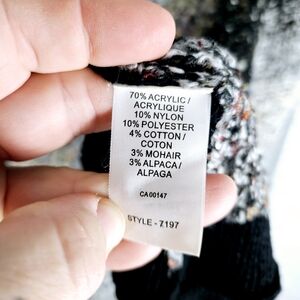 70% ACRYLIC /
ACRYLIQUE
10% NYLON
10% POLYESTER
4% COTTON /
COTON
3% MOHAIR
3% ALPACA /
ALPAGA
CA00147
STYLE - 7197